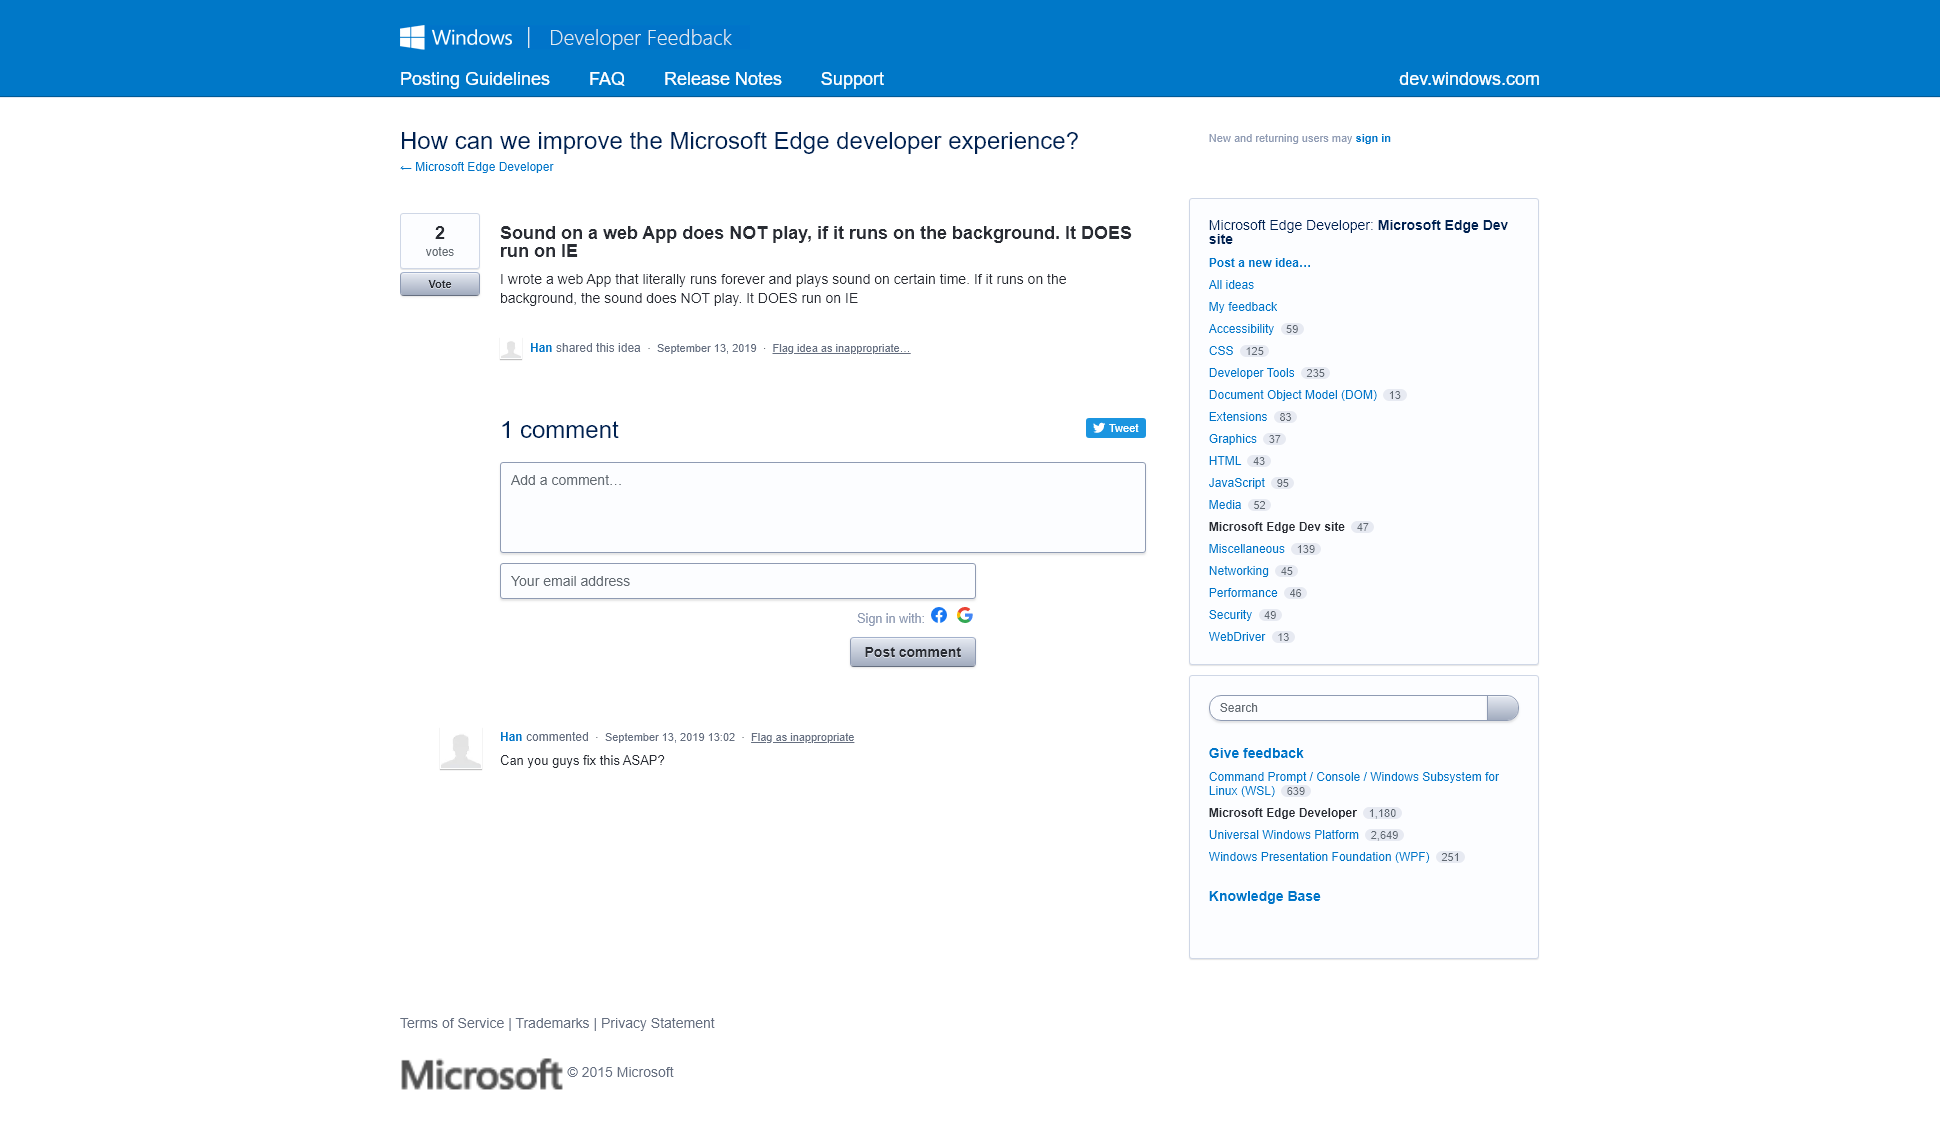 Windows | Developer Feedback
Posting Guidelines FAQ Release Notes Support dev.windows.com
How can we improve the Microsoft Edge developer experience?
← Microsoft Edge Developer
New and returning users may sign in
2
votes
Vote
Sound on a web App does NOT play, if it runs on the background. It DOES
run on IE
I wrote a web App that literally runs forever and plays sound on certain time. If it runs on the
background, the sound does NOT play. It DOES run on IE
Han shared this idea · September 13, 2019 · Flag idea as inappropriate…
1 comment
Tweet
Add a comment…
Your email address
Sign in with:
Post comment
Han commented · September 13, 2019 13:02 · Flag as inappropriate
Can you guys fix this ASAP?
Microsoft Edge Developer: Microsoft Edge Dev
site
Post a new idea…
All ideas
My feedback
Accessibility 59
CSS 125
Developer Tools 235
Document Object Model (DOM) 13
Extensions 83
Graphics 37
HTML 43
JavaScript 95
Media 52
Microsoft Edge Dev site 47
Miscellaneous 139
Networking 45
Performance 46
Security 49
WebDriver 13
Search
Give feedback
Command Prompt / Console / Windows Subsystem for
Linux (WSL) 639
Microsoft Edge Developer 1,180
Universal Windows Platform 2,649
Windows Presentation Foundation (WPF) 251
Knowledge Base
Terms of Service | Trademarks | Privacy Statement
Microsoft © 2015 Microsoft